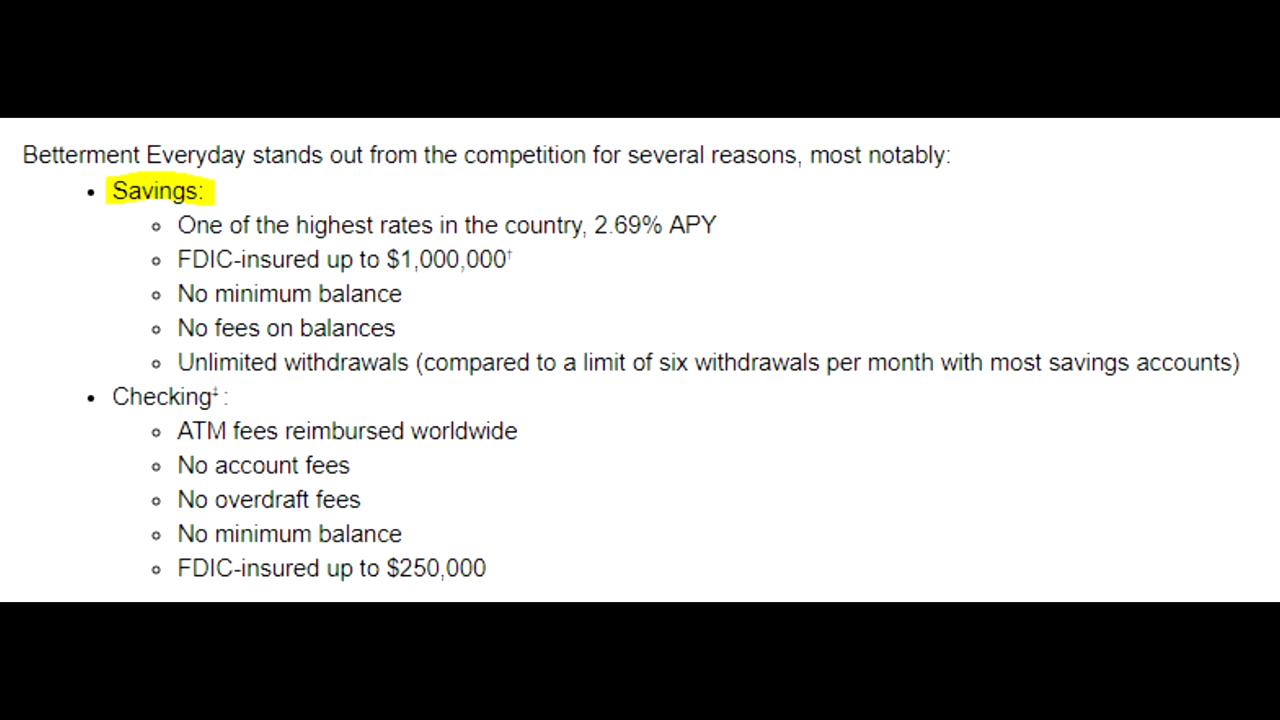 Betterment Everyday stands out from the competition for several reasons, most notably:
• Savings:
◦ One of the highest rates in the country, 2.69% APY
◦ FDIC-insured up to $1,000,000†
◦ No minimum balance
◦ No fees on balances
◦ Unlimited withdrawals (compared to a limit of six withdrawals per month with most savings accounts)
• Checking‡ :
◦ ATM fees reimbursed worldwide
◦ No account fees
◦ No overdraft fees
◦ No minimum balance
◦ FDIC-insured up to $250,000